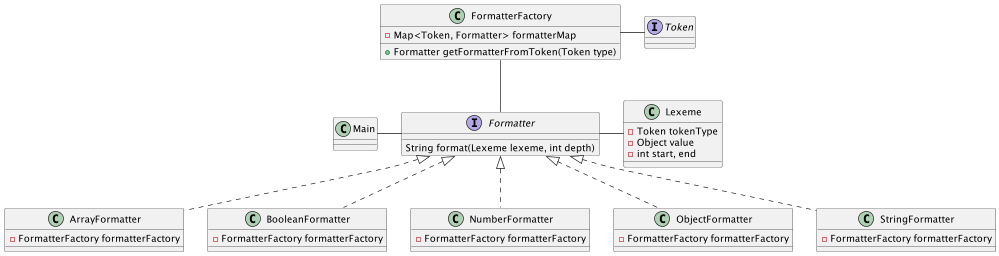 C FormatterFactory
Map<Token, Formatter> formatterMap
Formatter getFormatterFromToken(Token type)
I Token
C Main
I Formatter
String format(Lexeme lexeme, int depth)
C Lexeme
Token tokenType
Object value
int start, end
C ArrayFormatter
FormatterFactory formatterFactory
C BooleanFormatter
FormatterFactory formatterFactory
C NumberFormatter
FormatterFactory formatterFactory
C ObjectFormatter
FormatterFactory formatterFactory
C StringFormatter
FormatterFactory formatterFactory